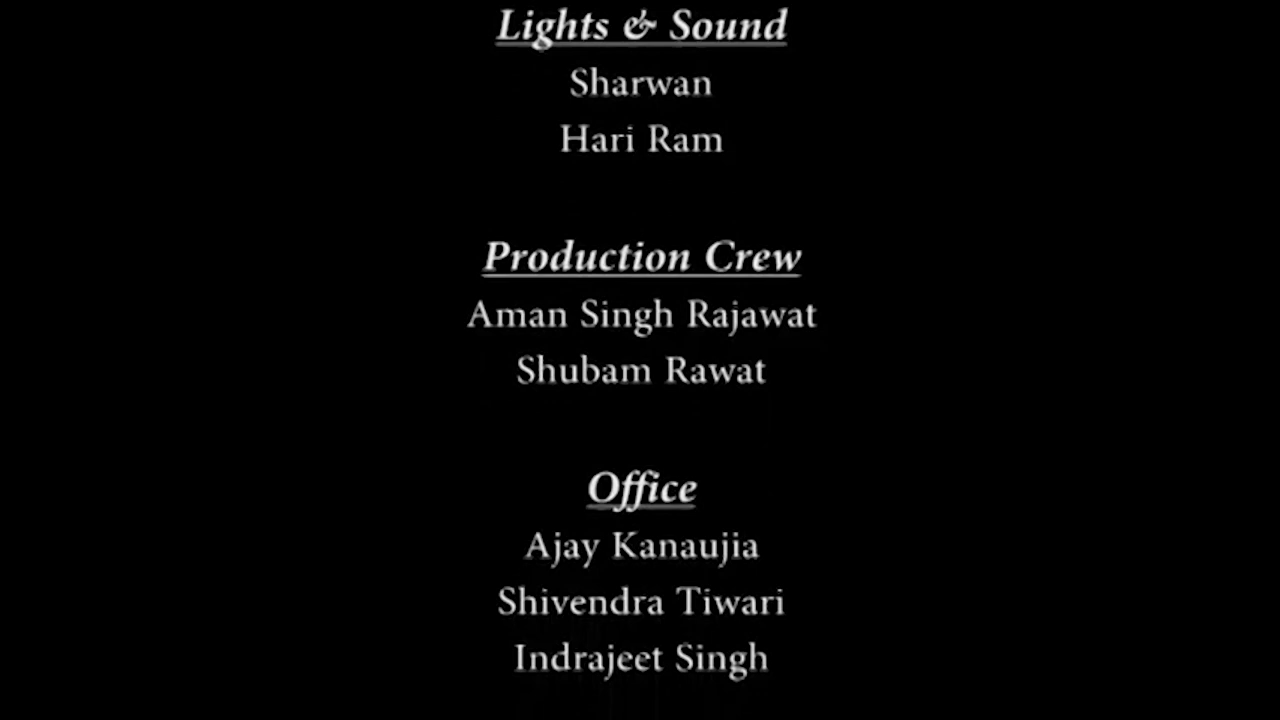 Lights & Sound
Sharwan
Hari Ram
Production Crew
Aman Singh Rajawat
Shubam Rawat
Office
Ajay Kanaujia
Shivendra Tiwari
Indrajeet Singh